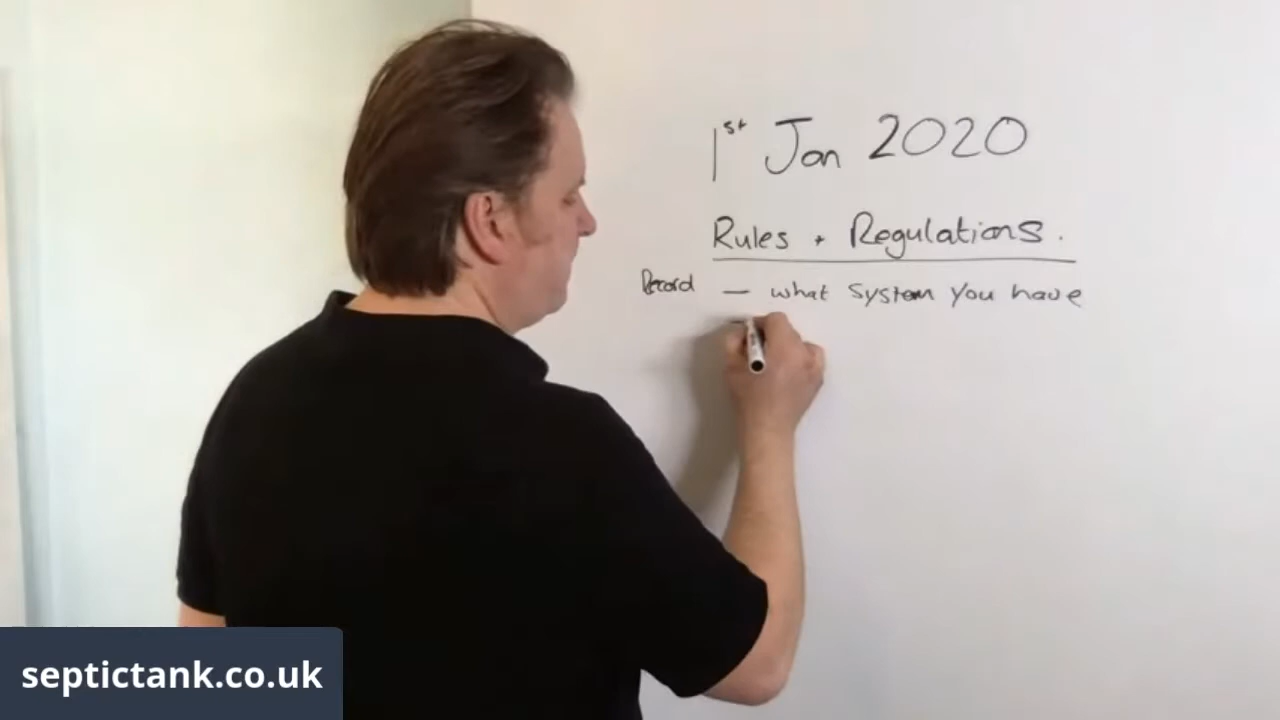 1st Jan 2020
Rules + Regulations.
Record — what system you have
septictank.co.uk